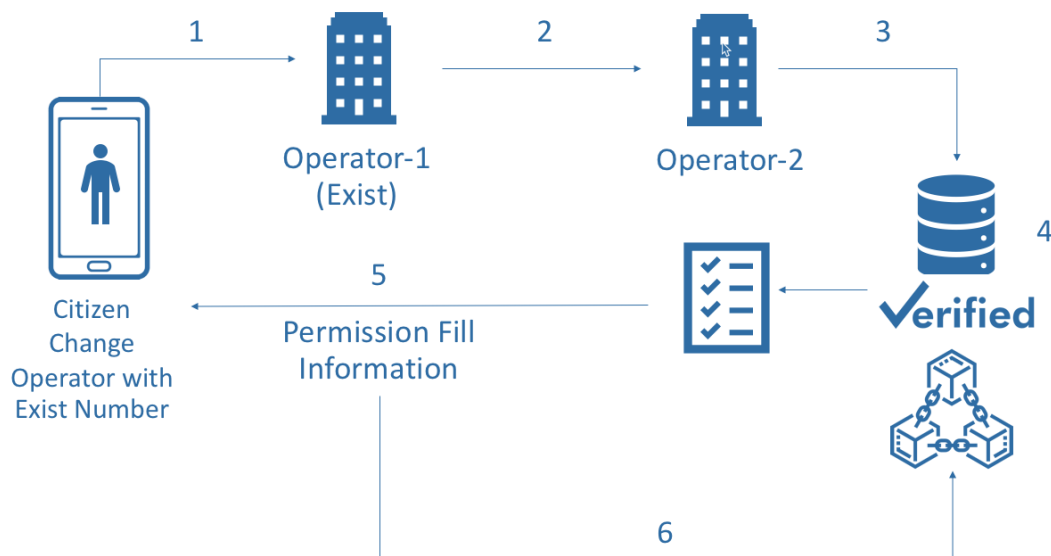 1
2
3
Operator-1
(Exist)
Operator-2
4
Verified
5
Permission Fill
Information
Citizen
Change
Operator with
Exist Number
6